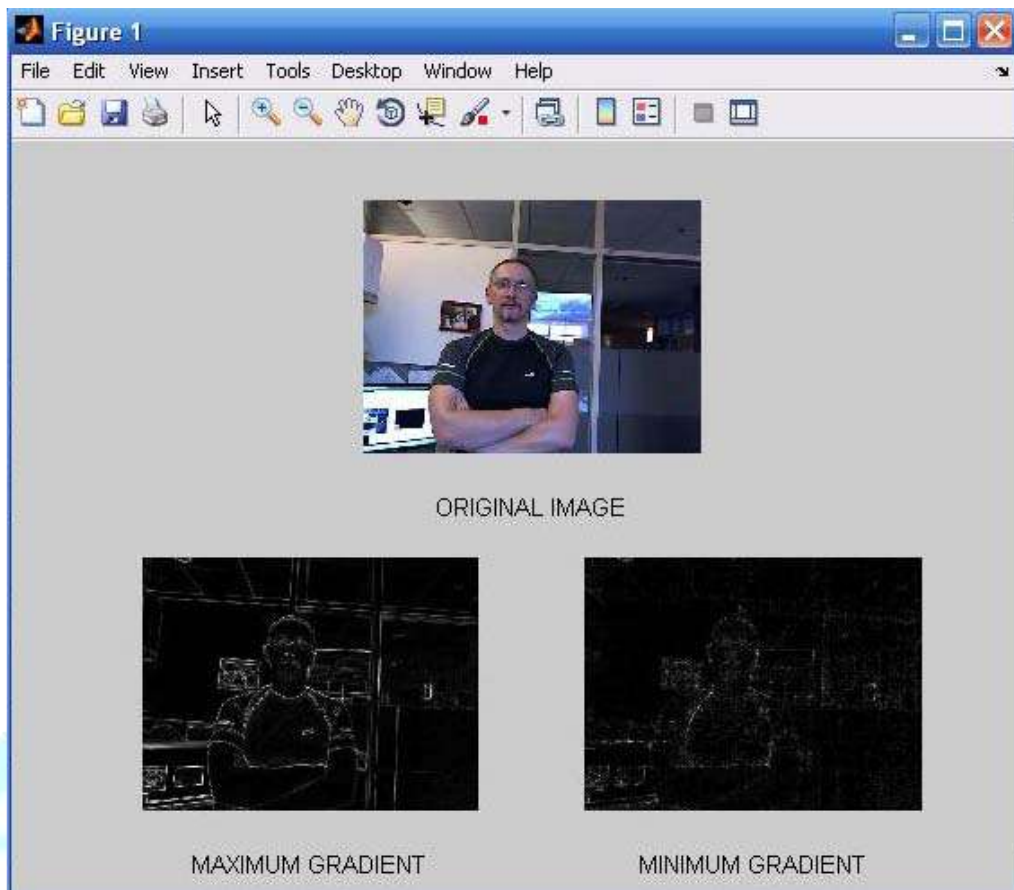 Figure 1
File Edit View Insert Tools Desktop Window Help
ORIGINAL IMAGE
MAXIMUM GRADIENT
MINIMUM GRADIENT